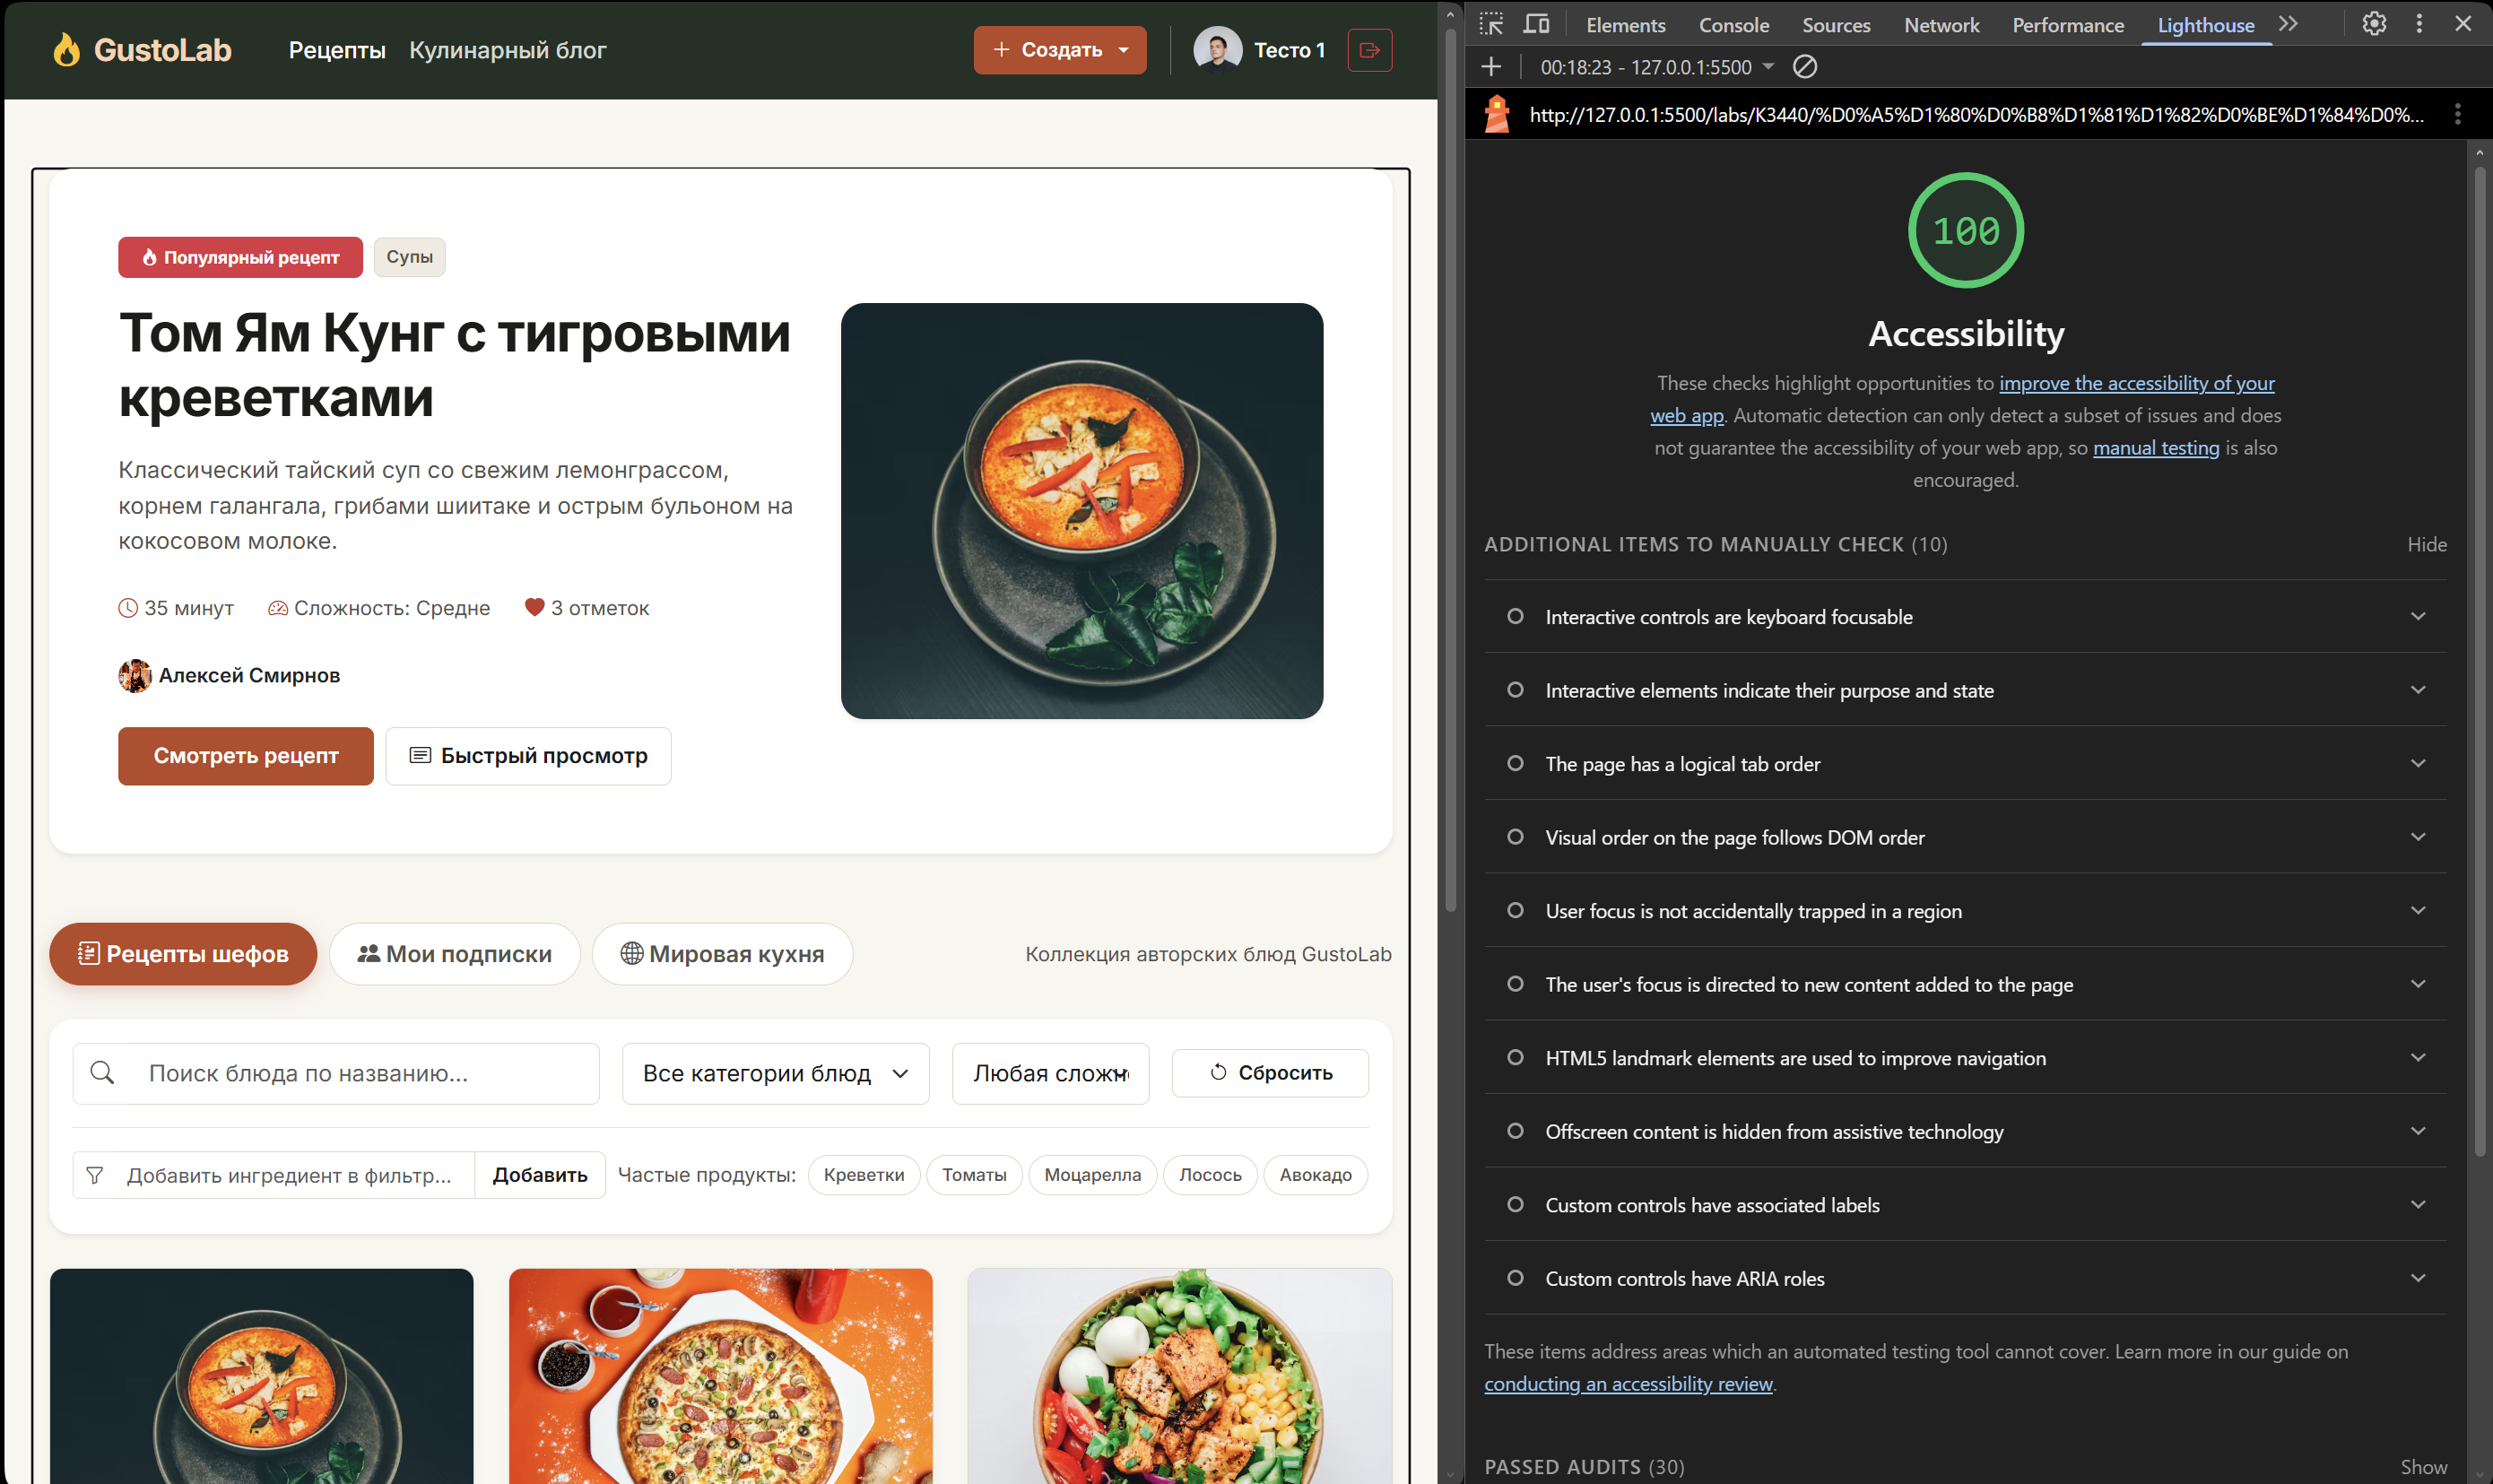 GustoLab
Рецепты
Кулинарный блог
Создать
Тесто 1
Популярный рецепт
Супы
Том Ям Кунг с тигровыми
креветками
Классический тайский суп со свежим лемонграссом,
корнем галангала, грибами шиитаке и острым бульоном на
кокосовом молоке.
35 минут
Сложность: Средне
3 отметок
Алексей Смирнов
Смотреть рецепт
Быстрый просмотр
Рецепты шефов
Мои подписки
Мировая кухня
Коллекция авторских блюд GustoLab
Поиск блюда по названию...
Все категории блюд
Любая сложн
Сбросить
Добавить ингредиент в фильтр...
Добавить
Частые продукты:
Креветки
Томаты
Моцарелла
Лосось
Авокадо
Elements
Console
Sources
Network
Performance
Lighthouse
00:18:23 - 127.0.0.1:5500
http://127.0.0.1:5500/labs/K3440/%D0%A5%D1%80%D0%B8%D1%81%D1%82%D0%BE%D1%84%D0%...
100
Accessibility
These checks highlight opportunities to improve the accessibility of your
web app. Automatic detection can only detect a subset of issues and does
not guarantee the accessibility of your web app, so manual testing is also
encouraged.
ADDITIONAL ITEMS TO MANUALLY CHECK (10)
Hide
Interactive controls are keyboard focusable
Interactive elements indicate their purpose and state
The page has a logical tab order
Visual order on the page follows DOM order
User focus is not accidentally trapped in a region
The user's focus is directed to new content added to the page
HTML5 landmark elements are used to improve navigation
Offscreen content is hidden from assistive technology
Custom controls have associated labels
Custom controls have ARIA roles
These items address areas which an automated testing tool cannot cover. Learn more in our guide on
conducting an accessibility review.
PASSED AUDITS (30)
Show